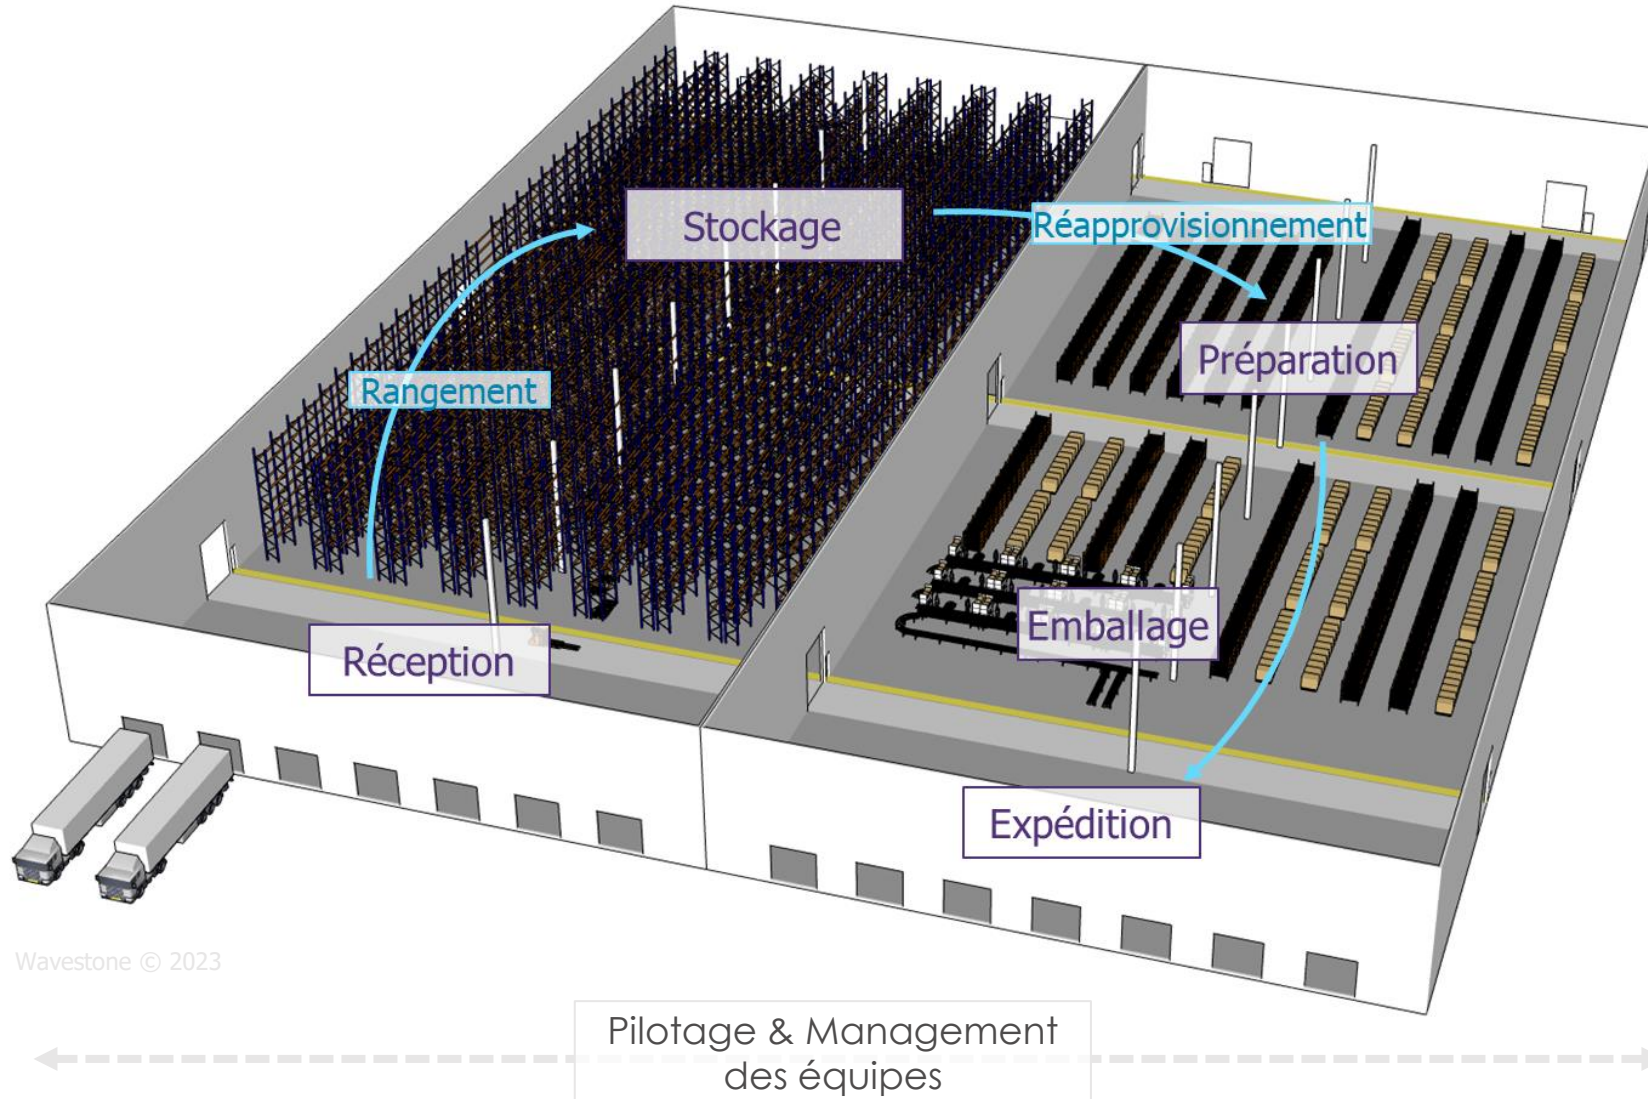 Stockage
Réapprovisionnement
Préparation
Rangement
Emballage
Réception
Expédition
Wavestone © 2023
Pilotage & Management
des équipes